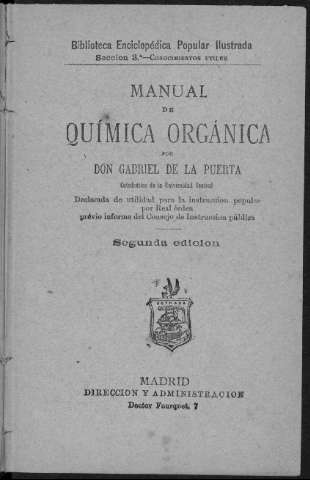 Biblioteca Enciclopédica Popular Ilustrada
Seccion 3.ª—CONOCIMIENTOS UTILES
MANUAL
DE
QUÍMICA ORGÁNICA
POR
DON GABRIEL DE LA PUERTA
Catedrático de la Universidad Central
Declarada de utilidad para la instruccion popular
por Real órden
prévio informe del Consejo de Instruccion pública
Segunda edicion
ESTRADA
MADRID
DIRECCION Y ADMINISTRACION
Doctor Fourquet, 7